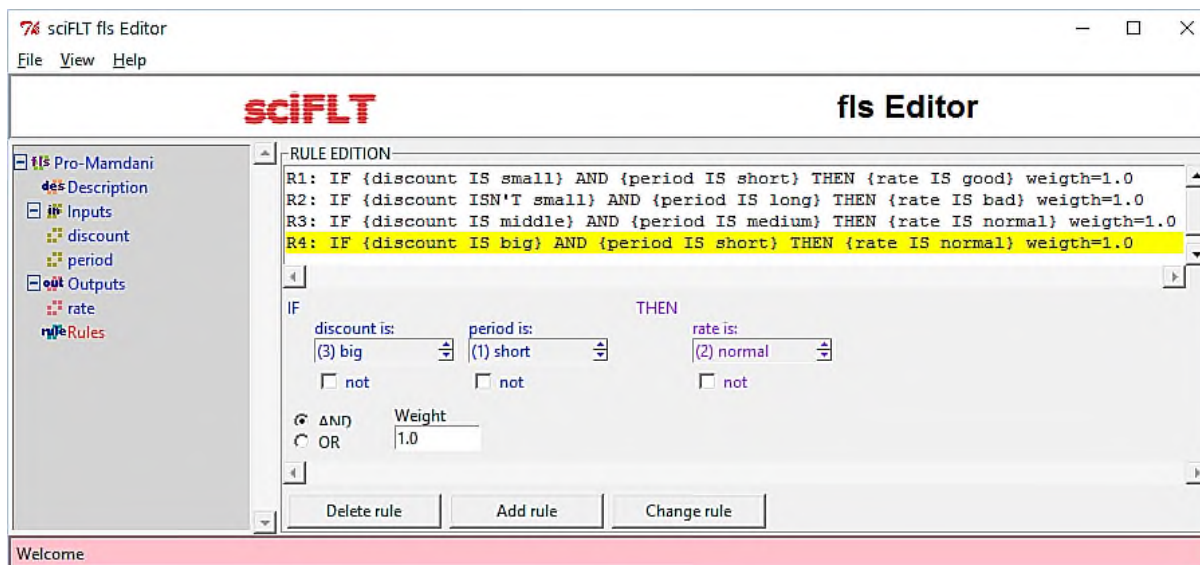 sciFLT fls Editor
File View Help
sciFLT
fls Editor
fls Pro-Mamdani
des Description
in Inputs
discount
period
out Outputs
rate
rule Rules
RULE EDITION
R1: IF {discount IS small} AND {period IS short} THEN {rate IS good} weigth=1.0
R2: IF {discount ISN'T small} AND {period IS long} THEN {rate IS bad} weigth=1.0
R3: IF {discount IS middle} AND {period IS medium} THEN {rate IS normal} weigth=1.0
R4: IF {discount IS big} AND {period IS short} THEN {rate IS normal} weigth=1.0
IF THEN
discount is: period is: rate is:
(3) big (1) short (2) normal
not not not
AND Weight
OR 1.0
Delete rule Add rule Change rule
Welcome